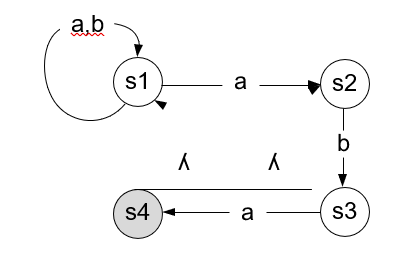 a,b
s1 a s2
b
ʎ ʎ
s4 a s3